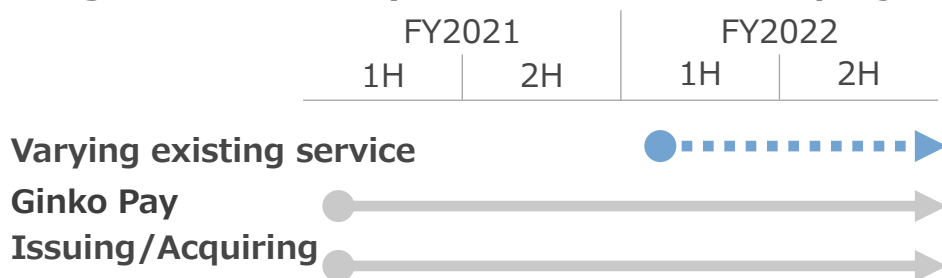 FY2021 FY2022
1H 2H 1H 2H
Varying existing service
Ginko Pay
Issuing/Acquiring